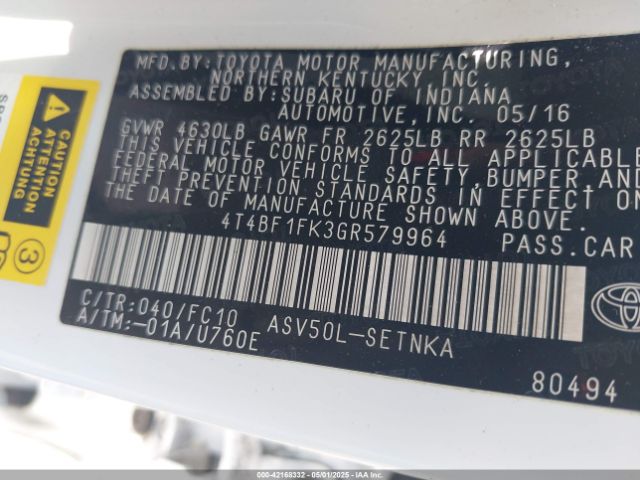 MFD.BY:TOYOTA MOTOR MANUFACTURING,
NORTHERN KENTUCKY,INC.
ASSEMBLED BY:SUBARU OF INDIANA
AUTOMOTIVE,INC. 05/16
GVWR 4630LB GAWR FR 2625LB RR 2625LB
THIS VEHICLE CONFORMS TO ALL APPLICABLE
FEDERAL MOTOR VEHICLE SAFETY,BUMPER,AND
THEFT PREVENTION STANDARDS IN EFFECT ON
THE DATE OF MANUFACTURE SHOWN ABOVE.
4T4BF1FK3GR579964 PASS.CAR
C/TR:040/FC10 ASV50L-SETNKA
A/TM:-01A/U760E
80494
TOYOTA
CAUTION
ATTENTION
3
000-42168332 | 05/01/2025 | IAAI.COM